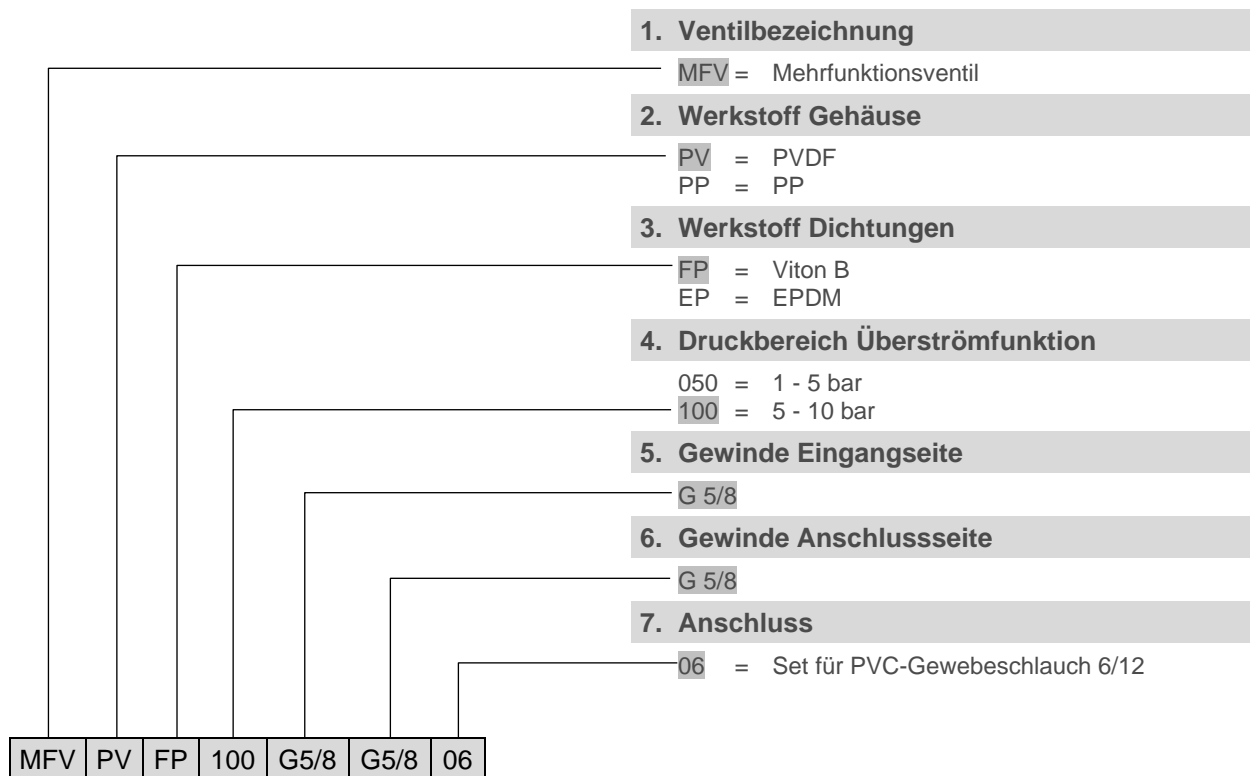 1. Ventilbezeichnung
MFV = Mehrfunktionsventil
2. Werkstoff Gehäuse
PV = PVDF
PP = PP
3. Werkstoff Dichtungen
FP = Viton B
EP = EPDM
4. Druckbereich Überströmfunktion
050 = 1 - 5 bar
100 = 5 - 10 bar
5. Gewinde Eingangseite
G 5/8
6. Gewinde Anschlussseite
G 5/8
7. Anschluss
06 = Set für PVC-Gewebeschlauch 6/12
MFV PV FP 100 G5/8 G5/8 06